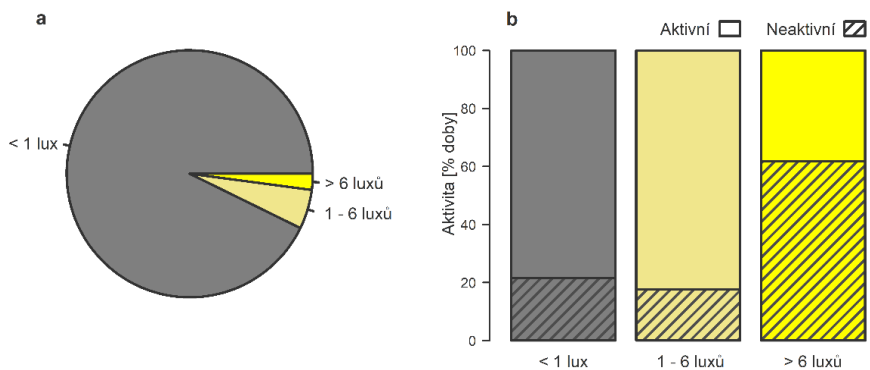 a
< 1 lux
> 6 luxů
1 - 6 luxů
b
Aktivní
Neaktivní
Aktivita [% doby]
100
80
60
40
20
0
< 1 lux
1 - 6 luxů
> 6 luxů